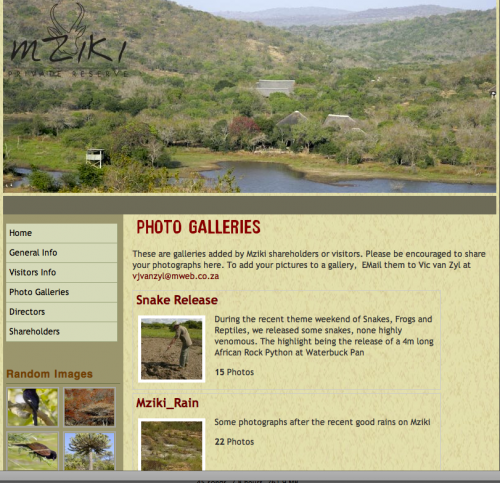 mziki
PRIVATE RESERVE
Home
General Info
Visitors Info
Photo Galleries
Directors
Shareholders
Random Images
PHOTO GALLERIES
These are galleries added by Mziki shareholders or visitors. Please be encouraged to share
your photographs here. To add your pictures to a gallery, EMail them to Vic van Zyl at
vjvanzyl@mweb.co.za
Snake Release
During the recent theme weekend of Snakes, Frogs and
Reptiles, we released some snakes, none highly
venomous. The highlight being the release of a 4m long
African Rock Python at Waterbuck Pan
15 Photos
Mziki_Rain
Some photographs after the recent good rains on Mziki
22 Photos